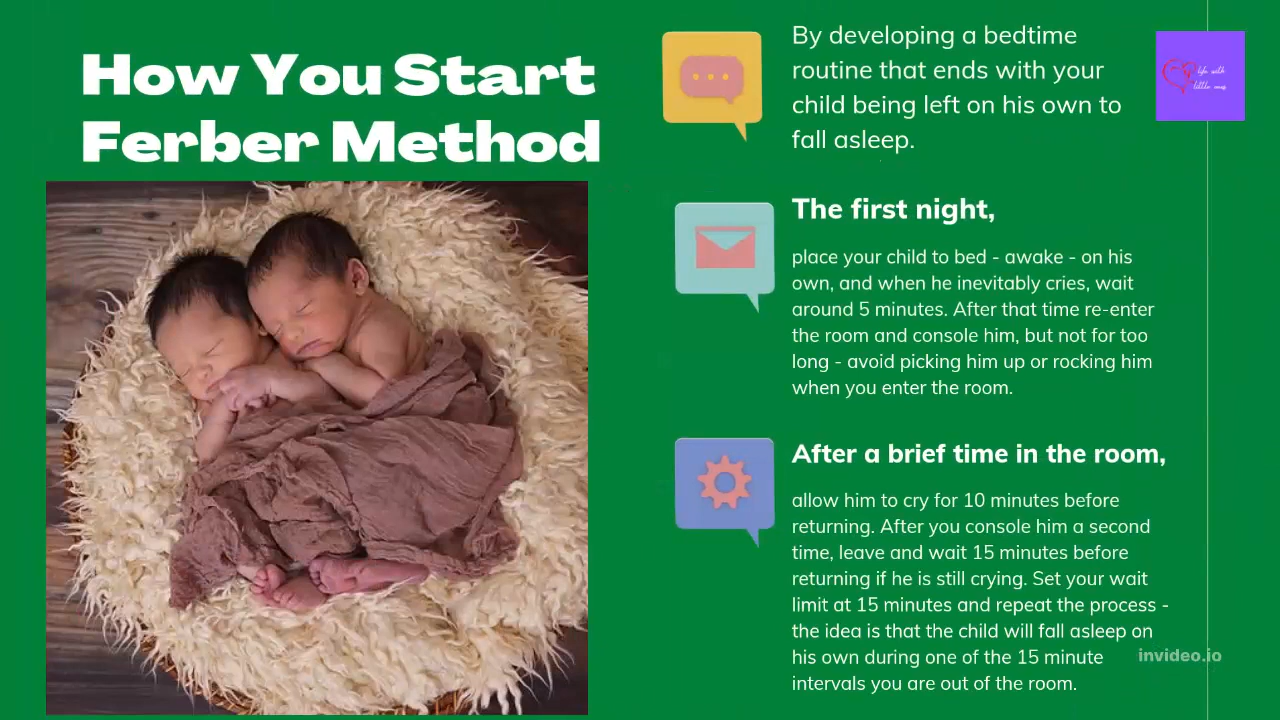 How You Start
Ferber Method
By developing a bedtime
routine that ends with your
child being left on his own to
fall asleep.
life with
little ones
The first night,
place your child to bed - awake - on his
own, and when he inevitably cries, wait
around 5 minutes. After that time re-enter
the room and console him, but not for too
long - avoid picking him up or rocking him
when you enter the room.
After a brief time in the room,
allow him to cry for 10 minutes before
returning. After you console him a second
time, leave and wait 15 minutes before
returning if he is still crying. Set your wait
limit at 15 minutes and repeat the process -
the idea is that the child will fall asleep on
his own during one of the 15 minute
intervals you are out of the room.
invideo.io